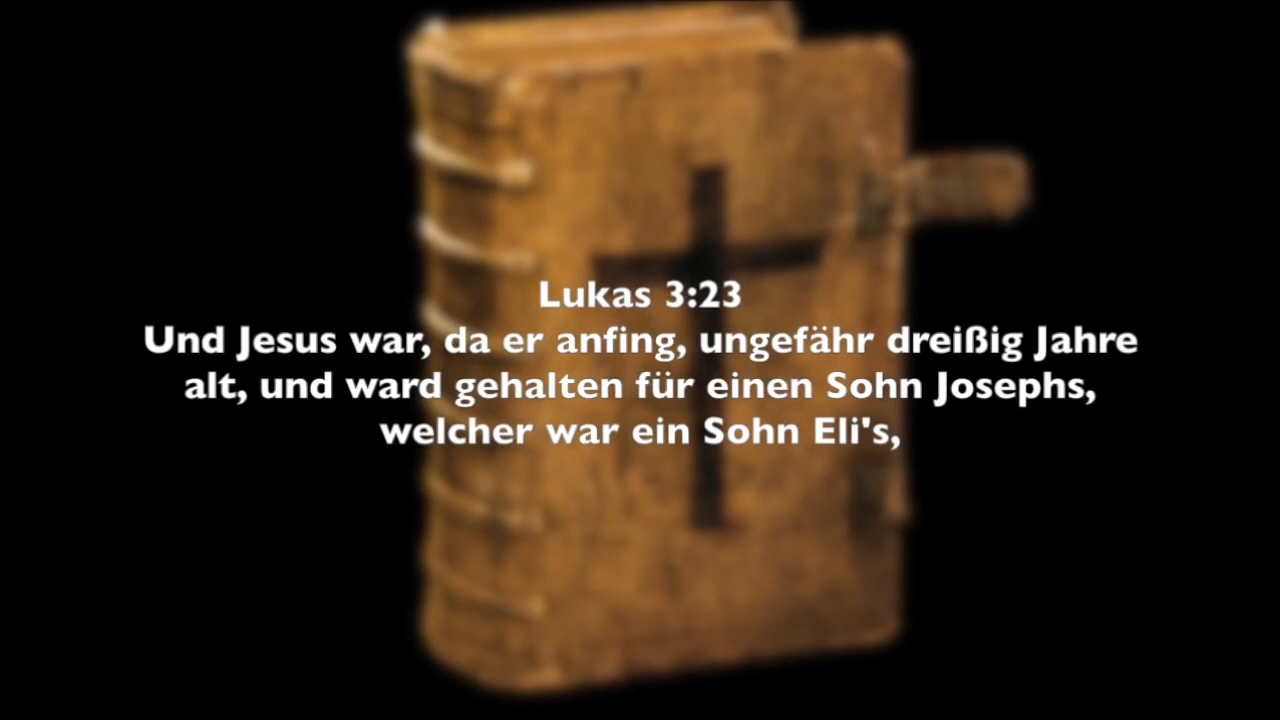 Lukas 3:23
Und Jesus war, da er anfing, ungefähr dreißig Jahre
alt, und ward gehalten für einen Sohn Josephs,
welcher war ein Sohn Eli's,